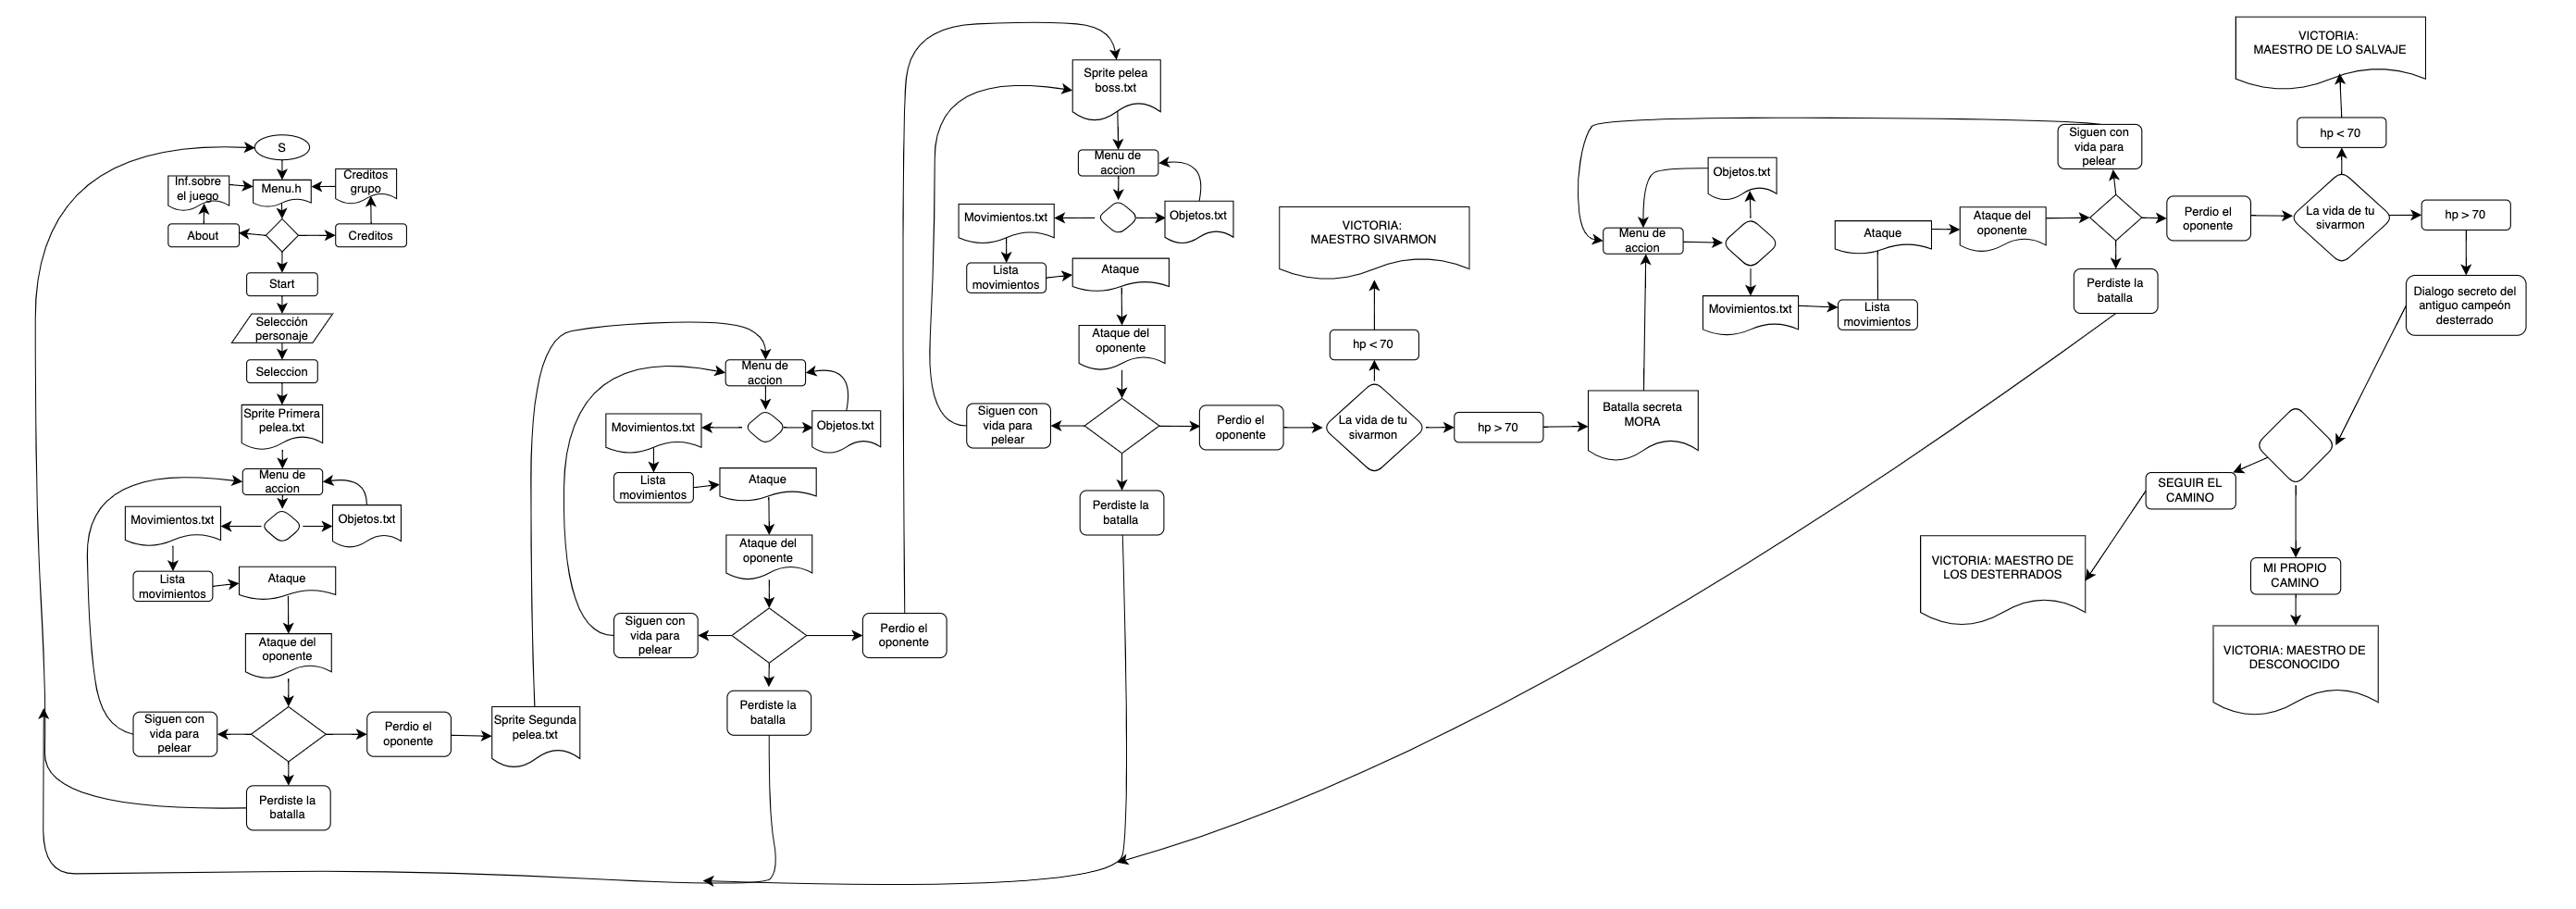 S
Inf.sobre
el juego
Menu.h
Creditos
grupo
About
Creditos
Start
Selección
personaje
Seleccion
Sprite Primera
pelea.txt
Menu de
accion
Movimientos.txt
Objetos.txt
Lista
movimientos
Ataque
Ataque del
oponente
Siguen con
vida para
pelear
Perdio el
oponente
Perdiste la
batalla
Sprite Segunda
pelea.txt
Menu de
accion
Movimientos.txt
Objetos.txt
Lista
movimientos
Ataque
Ataque del
oponente
Siguen con
vida para
pelear
Perdio el
oponente
Perdiste la
batalla
Sprite pelea
boss.txt
Menu de
accion
Movimientos.txt
Objetos.txt
Lista
movimientos
Ataque
Ataque del
oponente
Siguen con
vida para
pelear
Perdio el
oponente
Perdiste la
batalla
La vida de tu
sivarmon
hp < 70
VICTORIA:
MAESTRO SIVARMON
hp > 70
Batalla secreta
MORA
Menu de
accion
Objetos.txt
Movimientos.txt
Lista
movimientos
Ataque
Ataque del
oponente
Siguen con
vida para
pelear
Perdio el
oponente
Perdiste la
batalla
La vida de tu
sivarmon
hp < 70
VICTORIA:
MAESTRO DE LO SALVAJE
hp > 70
Dialogo secreto del
antiguo campeón
desterrado
SEGUIR EL
CAMINO
VICTORIA: MAESTRO DE
LOS DESTERRADOS
MI PROPIO
CAMINO
VICTORIA: MAESTRO DE
DESCONOCIDO